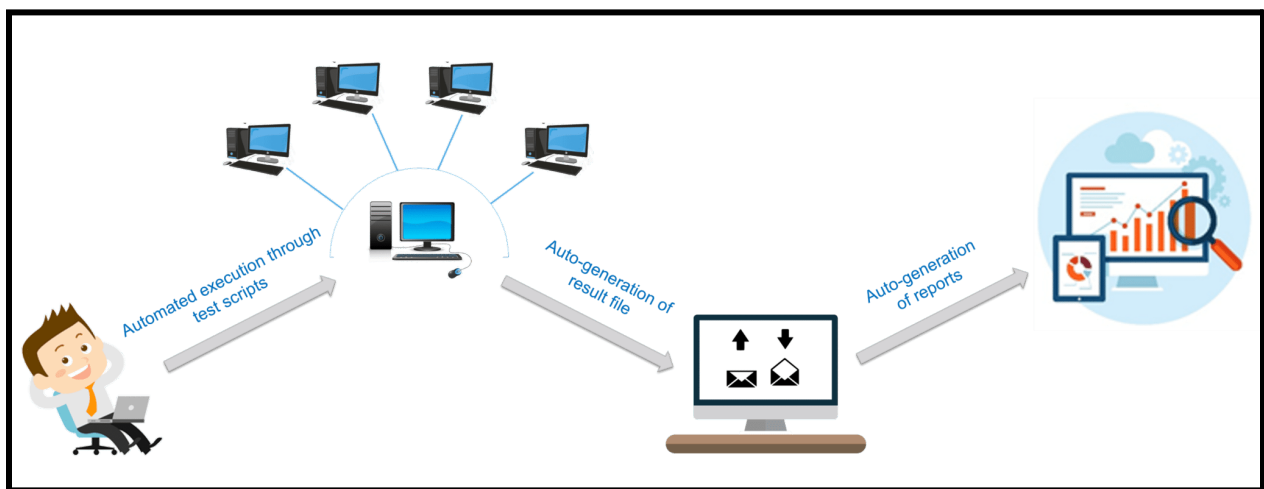 Automated execution through
test scripts
Auto-generation of
result file
Auto-generation
of reports